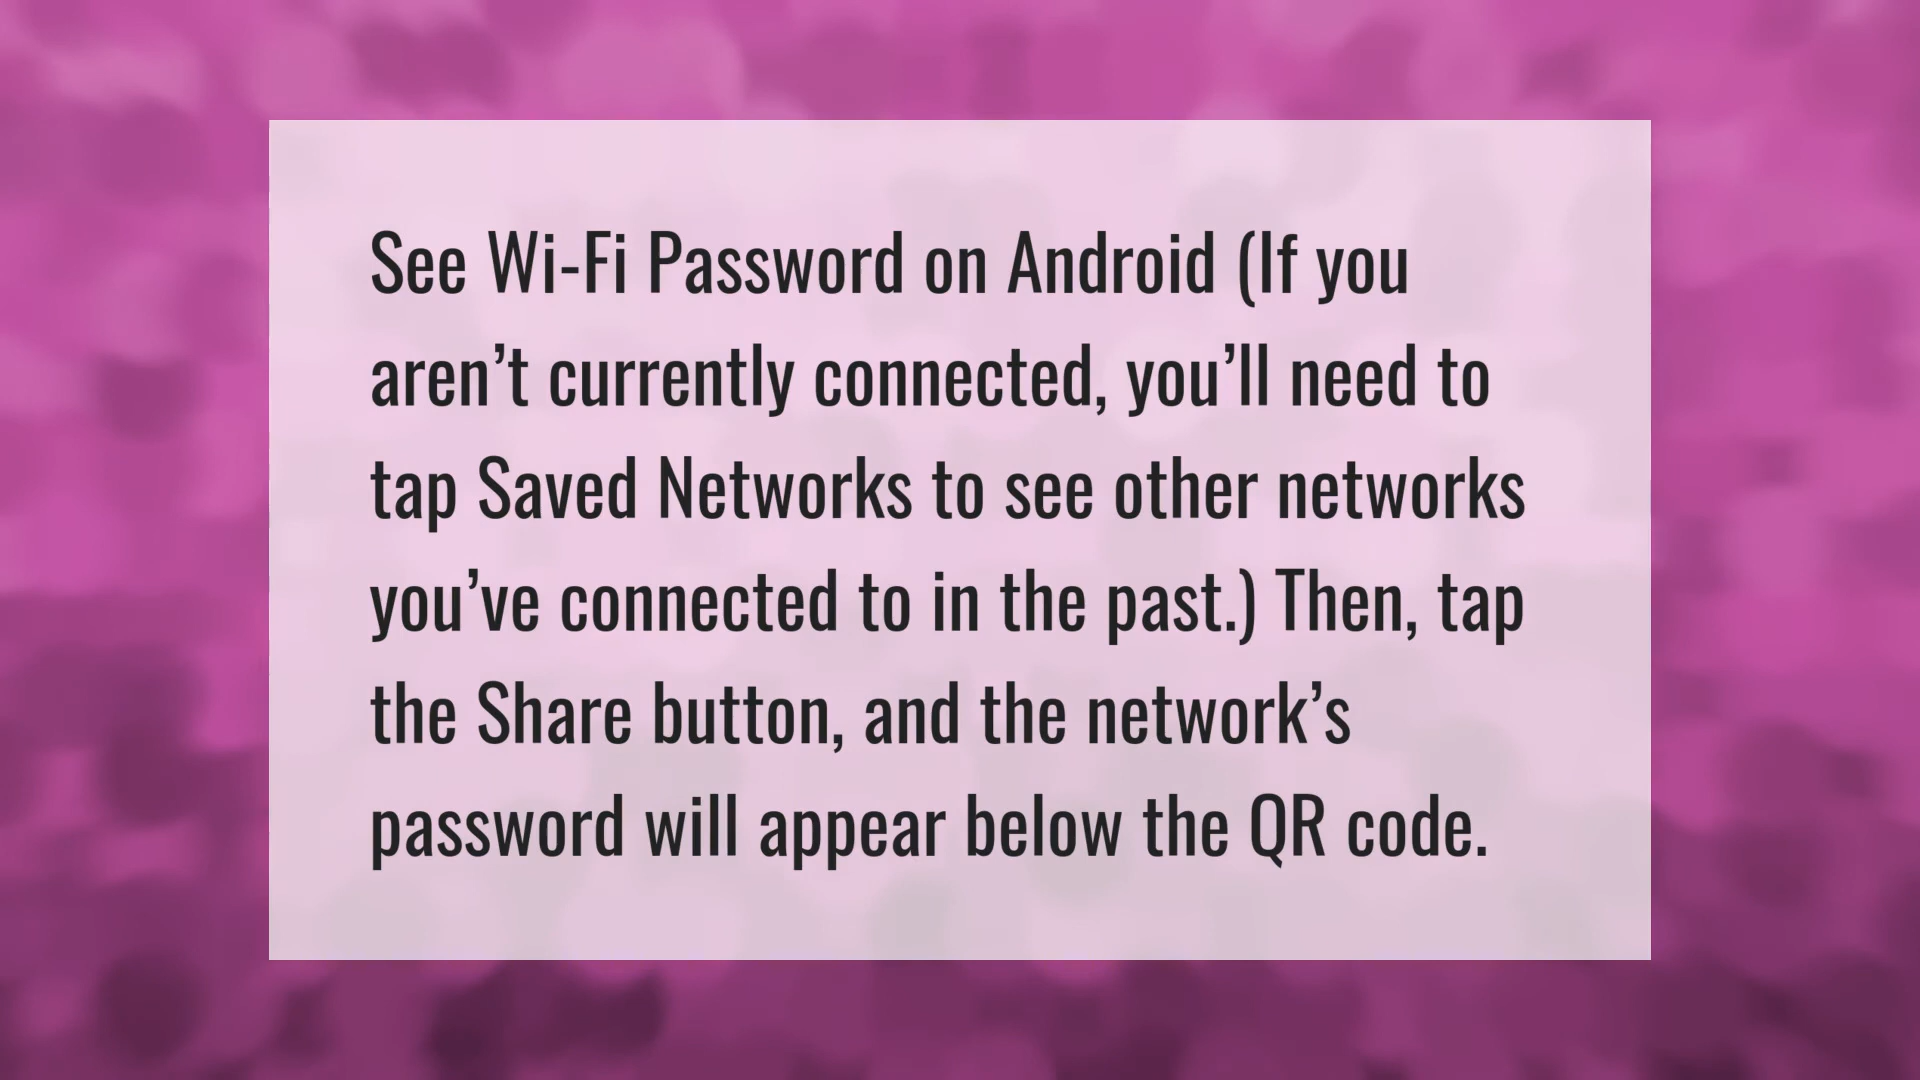 See Wi-Fi Password on Android (If you
aren’t currently connected, you’ll need to
tap Saved Networks to see other networks
you’ve connected to in the past.) Then, tap
the Share button, and the network’s
password will appear below the QR code.